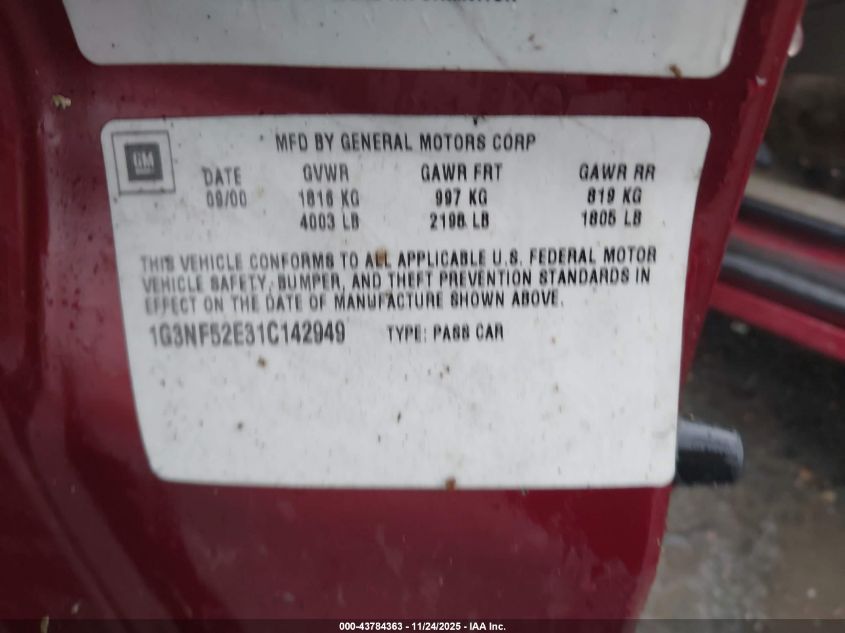 MFD BY GENERAL MOTORS CORP
GM
DATE GVWR GAWR FRT GAWR RR
09/00 1816 KG 997 KG 819 KG
4003 LB 2198 LB 1805 LB
THIS VEHICLE CONFORMS TO ALL APPLICABLE U.S. FEDERAL MOTOR
VEHICLE SAFETY, BUMPER, AND THEFT PREVENTION STANDARDS IN
EFFECT ON THE DATE OF MANUFACTURE SHOWN ABOVE.
1G3NF52E31C142949 TYPE: PASS CAR
000-43784363 - 11/24/2025 - IAA Inc.